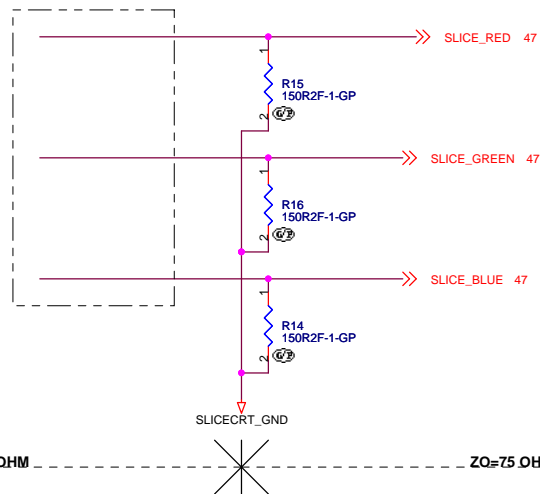 SLICE_RED 47
1
R15
150R2F-1-GP
2
SLICE_GREEN 47
1
R16
150R2F-1-GP
2
SLICE_BLUE 47
1
R14
150R2F-1-GP
2
SLICECRT_GND
OHM
ZO=75 OH